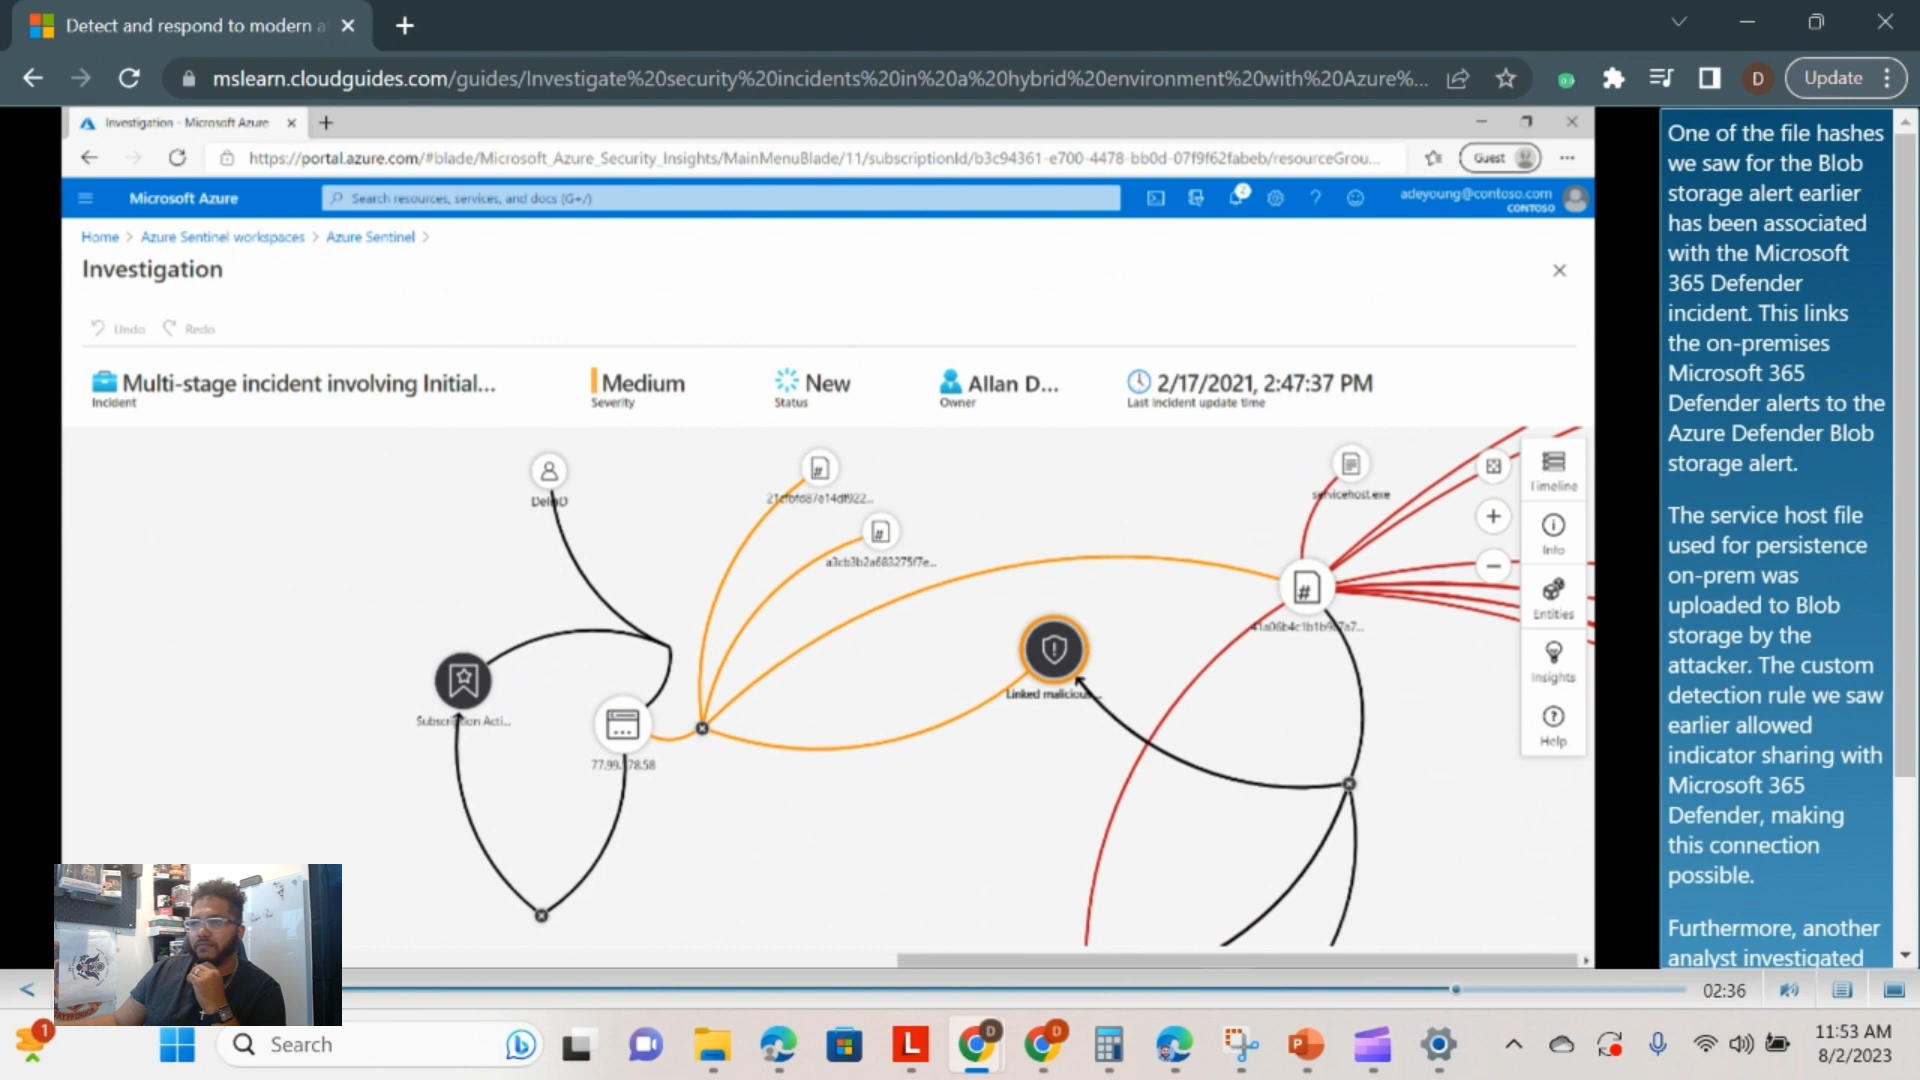 Detect and respond to modern a
mslearn.cloudguides.com/guides/Investigate%20security%20incidents%20in%20a%20hybrid%20environment%20with%20Azure%...
D
Update
Investigation - Microsoft Azure
https://portal.azure.com/#blade/Microsoft_Azure_Security_Insights/MainMenuBlade/11/subscriptionId/b3c94361-e700-4478-bb0d-07f9f62fabeb/resourceGrou...
Guest
Microsoft Azure
Search resources, services, and docs (G+/)
2
adeyoung@contoso.com
CONTOSO
Home > Azure Sentinel workspaces > Azure Sentinel >
Investigation
Undo
Redo
Multi-stage incident involving Initial...
Incident
Medium
Severity
New
Status
Allan D...
Owner
2/17/2021, 2:47:37 PM
Last incident update time
servicehost.exe
Linked malicious...
Subscription Acti...
Timeline
Info
Entities
Insights
Help
One of the file hashes
we saw for the Blob
storage alert earlier
has been associated
with the Microsoft
365 Defender
incident. This links
the on-premises
Microsoft 365
Defender alerts to the
Azure Defender Blob
storage alert.
The service host file
used for persistence
on-prem was
uploaded to Blob
storage by the
attacker. The custom
detection rule we saw
earlier allowed
indicator sharing with
Microsoft 365
Defender, making
this connection
possible.
Furthermore, another
analyst investigated
02:36
1
Search
D
D
11:53 AM
8/2/2023